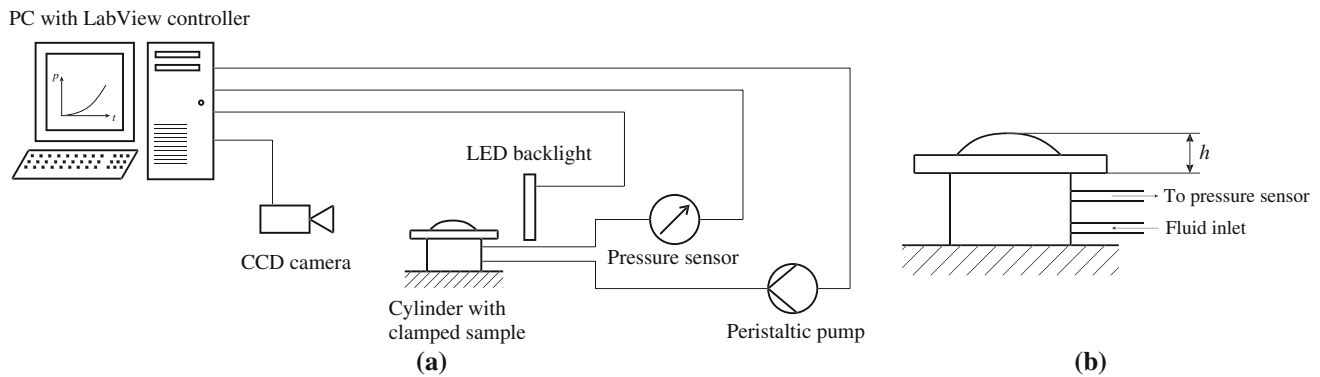 PC with LabView controller
p
t
LED backlight
CCD camera
Pressure sensor
Cylinder with
clamped sample
Peristaltic pump
(a)
h
To pressure sensor
Fluid inlet
(b)